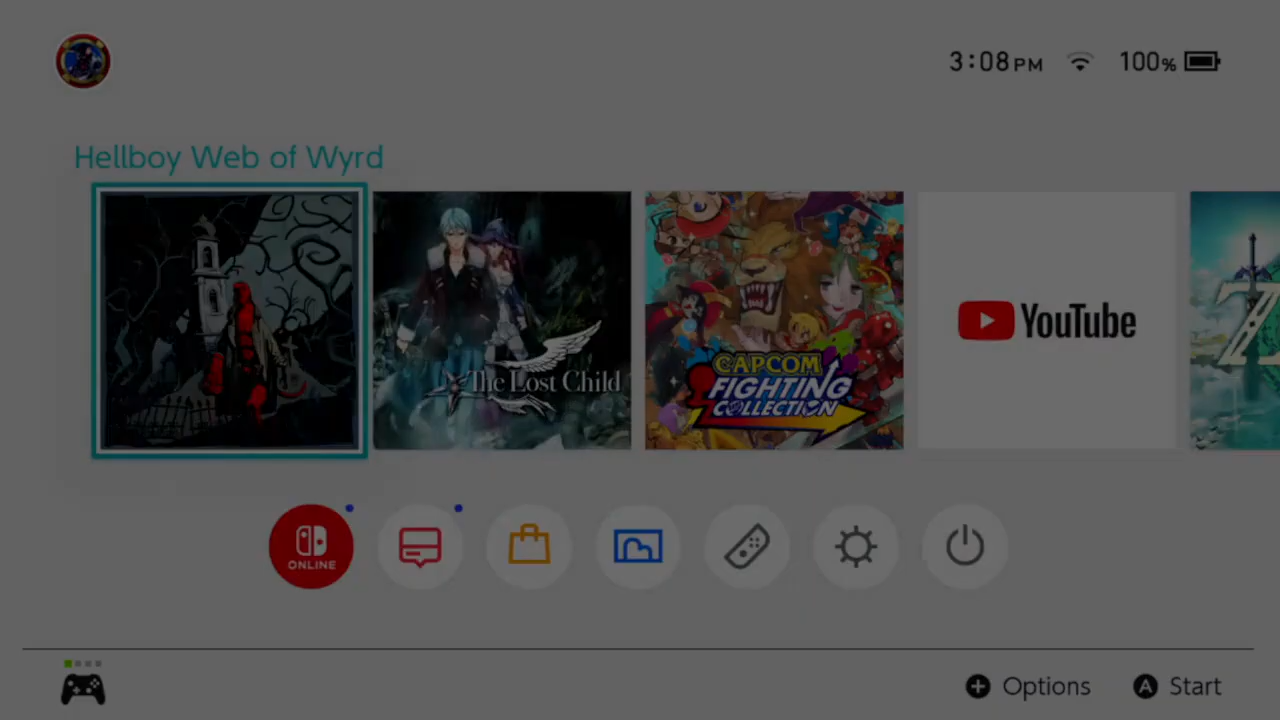 3:08 PM 100%
Hellboy Web of Wyrd
The Lost Child
CAPCOM
FIGHTING
COLLECTION
YouTube
Z
ONLINE
Options
A Start